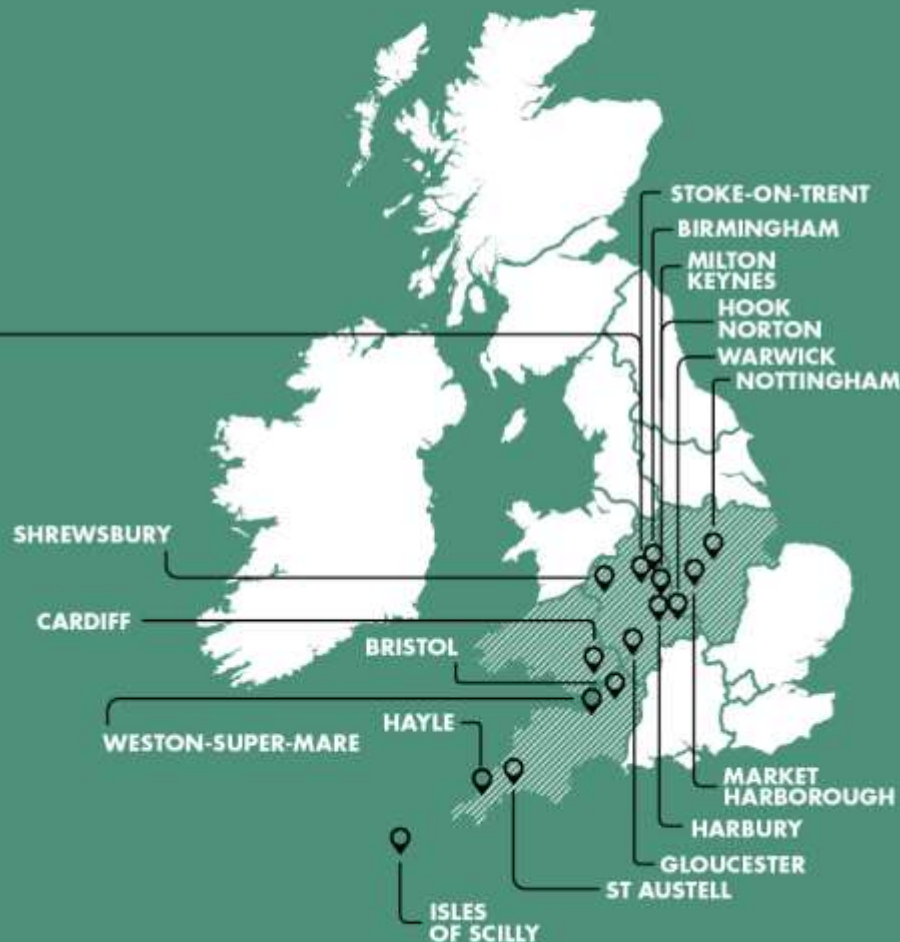 STOKE-ON-TRENT
BIRMINGHAM
MILTON
KEYNES
HOOK
NORTON
WARWICK
NOTTINGHAM
SHREWSBURY
CARDIFF
BRISTOL
WESTON-SUPER-MARE
HAYLE
MARKET
HARBOROUGH
HARBURY
GLOUCESTER
ST AUSTELL
ISLES
OF SCILLY